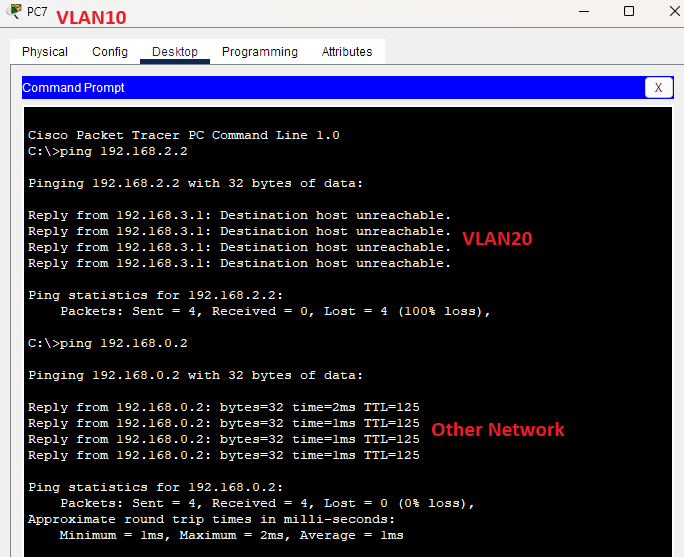 PC7 VLAN10
Physical Config Desktop Programming Attributes
Command Prompt X
Cisco Packet Tracer PC Command Line 1.0
C:\>ping 192.168.2.2
Pinging 192.168.2.2 with 32 bytes of data:
Reply from 192.168.3.1: Destination host unreachable.
Reply from 192.168.3.1: Destination host unreachable.
Reply from 192.168.3.1: Destination host unreachable.
Reply from 192.168.3.1: Destination host unreachable.
VLAN20
Ping statistics for 192.168.2.2:
Packets: Sent = 4, Received = 0, Lost = 4 (100% loss),
C:\>ping 192.168.0.2
Pinging 192.168.0.2 with 32 bytes of data:
Reply from 192.168.0.2: bytes=32 time=2ms TTL=125
Reply from 192.168.0.2: bytes=32 time=1ms TTL=125
Reply from 192.168.0.2: bytes=32 time=1ms TTL=125
Reply from 192.168.0.2: bytes=32 time=1ms TTL=125
Other Network
Ping statistics for 192.168.0.2:
Packets: Sent = 4, Received = 4, Lost = 0 (0% loss),
Approximate round trip times in milli-seconds:
Minimum = 1ms, Maximum = 2ms, Average = 1ms